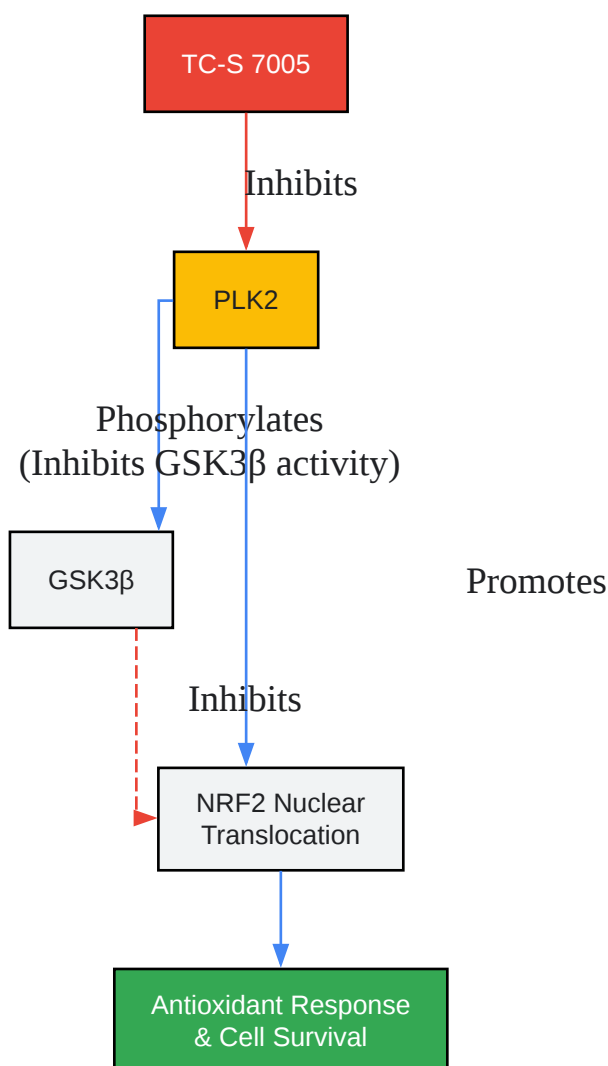 TC-S 7005
Inhibits
PLK2
Phosphorylates
(Inhibits GSK3β activity)
GSK3β
Promotes
Inhibits
NRF2 Nuclear
Translocation
Antioxidant Response
& Cell Survival